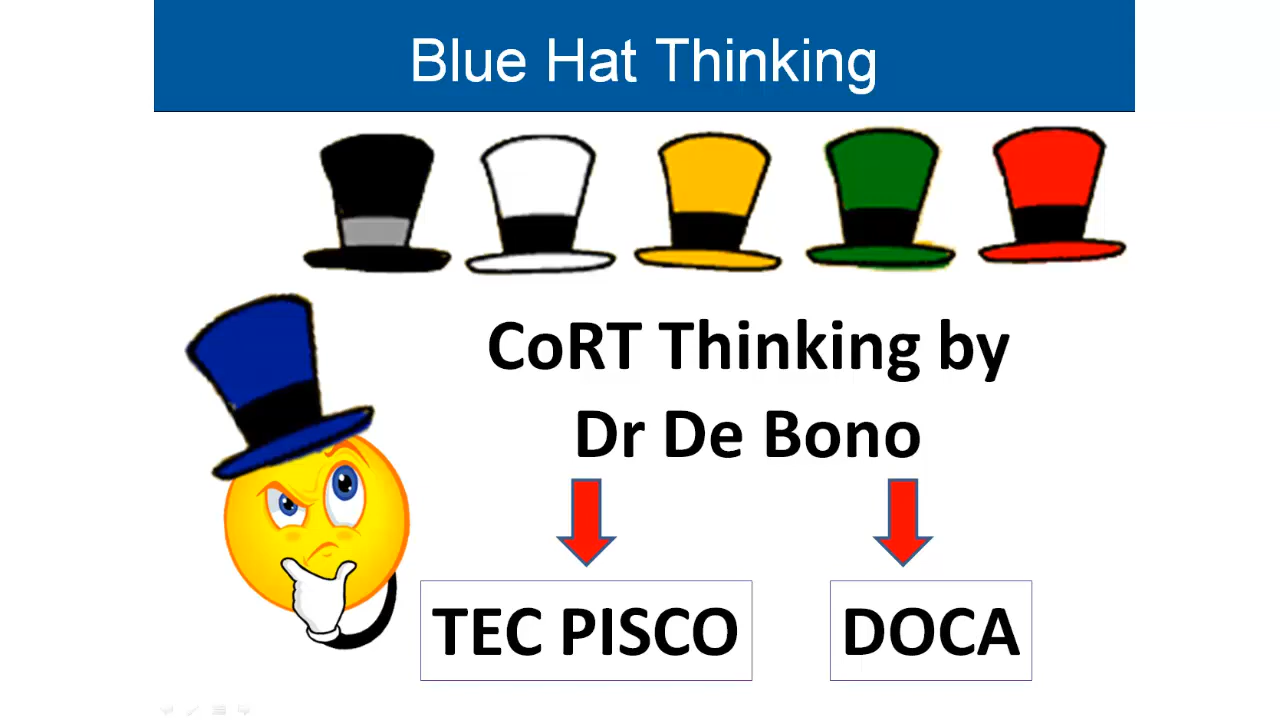 Blue Hat Thinking
CoRT Thinking by
Dr De Bono
TEC PISCO
DOCA